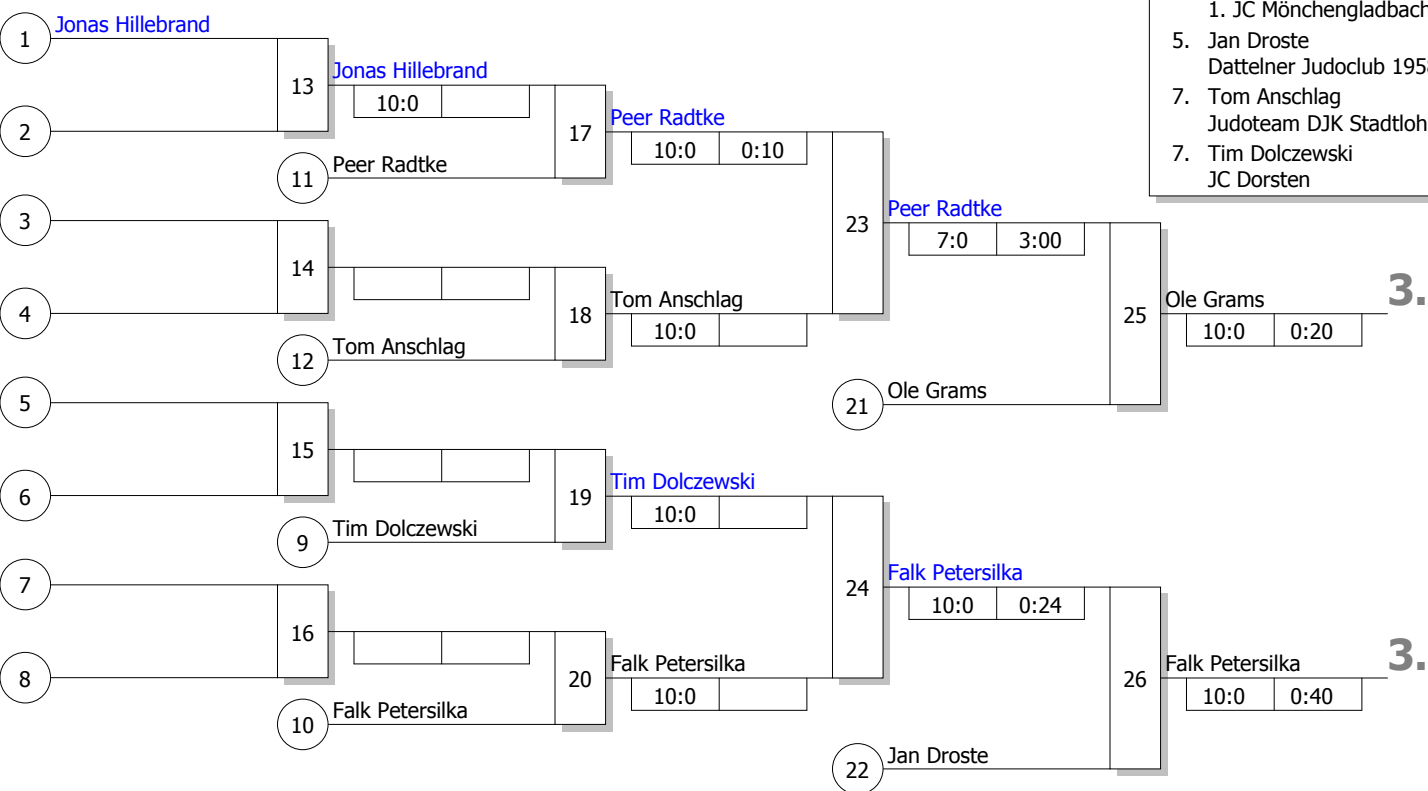 1. JC Mönchengladbach
5. Jan Droste
Dattelner Judoclub 195
7. Tom Anschlag
Judoteam DJK Stadtloh
7. Tim Dolczewski
JC Dorsten
1 Jonas Hillebrand
13 Jonas Hillebrand
10:0
2
17 Peer Radtke
10:0 0:10
11 Peer Radtke
3
23 Peer Radtke
7:0 3:00
14
4
18 Tom Anschlag
10:0
12 Tom Anschlag
25 Ole Grams 3.
10:0 0:20
5
21 Ole Grams
15
6
19 Tim Dolczewski
10:0
9 Tim Dolczewski
7
24 Falk Petersilka
10:0 0:24
16
8
20 Falk Petersilka
10:0
10 Falk Petersilka
26 Falk Petersilka 3.
10:0 0:40
22 Jan Droste